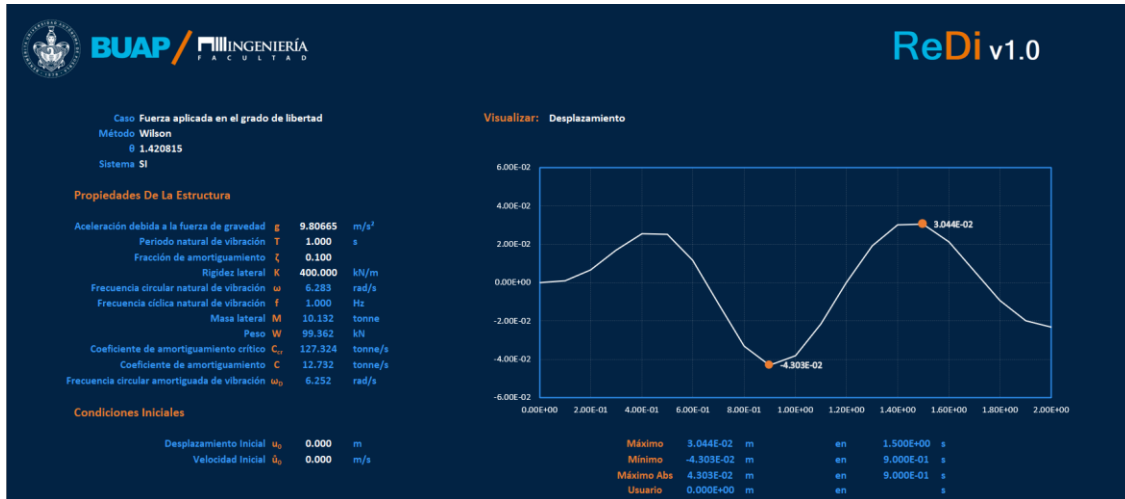 BUAP / INGENIERÍA
FACULTAD
ReDi v1.0
Caso Fuerza aplicada en el grado de libertad
Método Wilson
θ 1.420815
Sistema SI
Propiedades De La Estructura
Aceleración debida a la fuerza de gravedad g 9.80665 m/s²
Periodo natural de vibración T 1.000 s
Fracción de amortiguamiento ζ 0.100
Rigidez lateral K 400.000 kN/m
Frecuencia circular natural de vibración ω 6.283 rad/s
Frecuencia cíclica natural de vibración f 1.000 Hz
Masa lateral M 10.132 tonne
Peso W 99.362 kN
Coeficiente de amortiguamiento crítico Ccr 127.324 tonne/s
Coeficiente de amortiguamiento C 12.732 tonne/s
Frecuencia circular amortiguada de vibración ωD 6.252 rad/s
Condiciones Iniciales
Desplazamiento Inicial u₀ 0.000 m
Velocidad Inicial u̇₀ 0.000 m/s
Visualizar: Desplazamiento
6.00E-02
4.00E-02
2.00E-02
0.00E+00
-2.00E-02
-4.00E-02
-6.00E-02
3.044E-02
-4.303E-02
0.00E+00 2.00E-01 4.00E-01 6.00E-01 8.00E-01 1.00E+00 1.20E+00 1.40E+00 1.60E+00 1.80E+00 2.00E+00
Máximo 3.044E-02 m en 1.500E+00 s
Mínimo -4.303E-02 m en 9.000E-01 s
Máximo Abs 4.303E-02 m en 9.000E-01 s
Usuario 0.000E+00 m en s